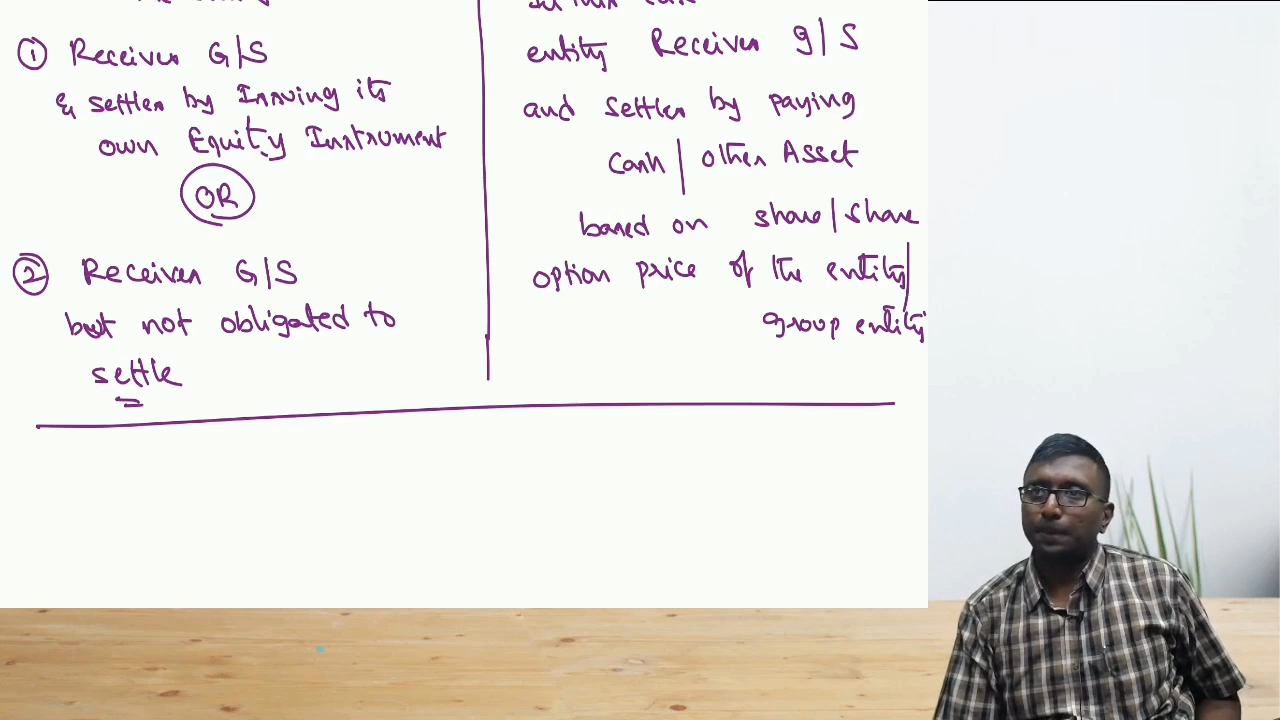 ① Receives G/S
& settles by Issuing its
own Equity Instrument
OR
② Receives G/S
but not obligated to
settle
entity Receives g/S
and settles by paying
Cash / other Asset
based on share / share
option price of the entity /
group entity